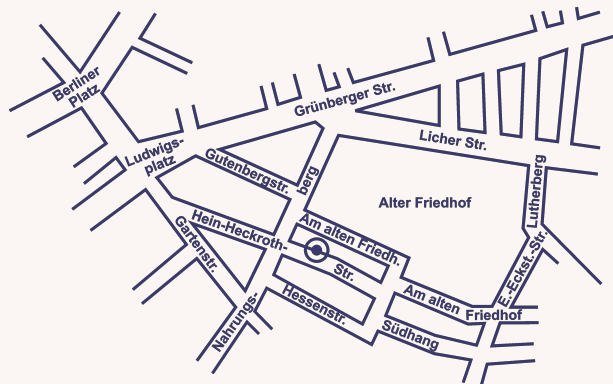 Berliner
Platz
Grünberger Str.
Licher Str.
Ludwigs-
platz
Gutenbergstr.
berg
Lutherberg
Alter Friedhof
Hein-Heckroth-
Str.
Am alten Friedh.
Gartenstr.
E.-Eckst.-Str.
Am alten
Friedhof
Hessenstr.
Nahrungs-
Südhang